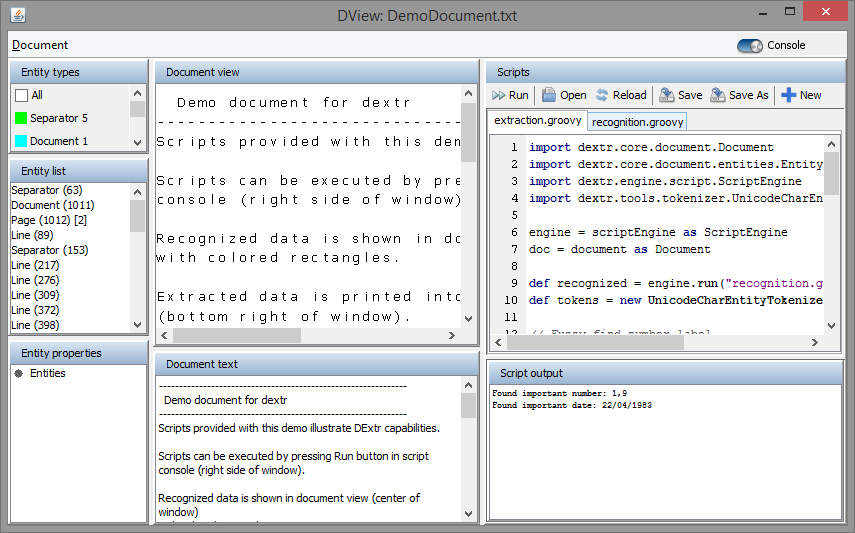 DView: DemoDocument.txt
Document
Console
Entity types
All
Separator 5
Document 1
Entity list
Separator (63)
Document (1011)
Page (1012) [2]
Line (89)
Separator (153)
Line (217)
Line (276)
Line (309)
Line (372)
Line (398)
Entity properties
Entities
Document view
Demo document for dextr
-----------------------------
Scripts provided with this dem
Scripts can be executed by pre
console (right side of window)
Recognized data is shown in do
with colored rectangles.
Extracted data is printed into
(bottom right of window).
Document text
--------------------------------------------------------------
Demo document for dextr
--------------------------------------------------------------
Scripts provided with this demo illustrate DExtr capabilities.
Scripts can be executed by pressing Run button in script
console (right side of window).
Recognized data is shown in document view (center of
window)
Scripts
Run Open Reload Save Save As New
extraction.groovy recognition.groovy
1 import dextr.core.document.Document
2 import dextr.core.document.entities.Entity
3 import dextr.engine.script.ScriptEngine
4 import dextr.tools.tokenizer.UnicodeCharEn
5
6 engine = scriptEngine as ScriptEngine
7 doc = document as Document
8
9 def recognized = engine.run("recognition.g
10 def tokens = new UnicodeCharEntityTokenize
11
12 // Fuzzy find number label
Script output
Found important number: 1,9
Found important date: 22/04/1983